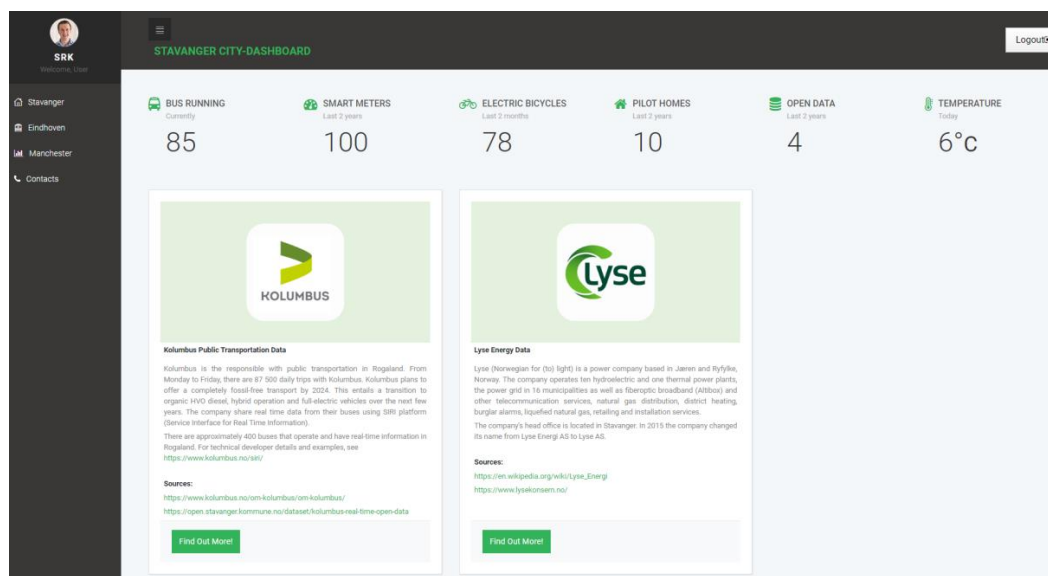 SRK
Welcome, User
Stavanger
Eindhoven
Manchester
Contacts
STAVANGER CITY-DASHBOARD
Logout
BUS RUNNING
Currently
85
SMART METERS
Last 2 years
100
ELECTRIC BICYCLES
Last 2 months
78
PILOT HOMES
Last 2 years
10
OPEN DATA
Last 2 years
4
TEMPERATURE
Today
6°c
KOLUMBUS
Kolumbus Public Transportation Data
Kolumbus is the responsible with public transportation in Rogaland. From
Monday to Friday, there are 87 500 daily trips with Kolumbus. Kolumbus plans to
offer a completely fossil-free transport by 2024. This entails a transition to
organic HVO diesel, hybrid operation and full-electric vehicles over the next few
years. The company share real time data from their buses using SIRI platform
(Service Interface for Real Time Information).
There are approximately 400 buses that operate and have real-time information in
Rogaland. For technical developer details and examples, see
https://www.kolumbus.no/siri/
Sources:
https://www.kolumbus.no/om-kolumbus/om-kolumbus/
https://open.stavanger.kommune.no/dataset/kolumbus-real-time-open-data
Find Out More!
Lyse
Lyse Energy Data
Lyse (Norwegian for (to) light) is a power company based in Jæren and Ryfylke,
Norway. The company operates ten hydroelectric and one thermal power plants,
the power grid in 16 municipalities as well as fiberoptic broadband (Altibox) and
other telecommunication services, natural gas distribution, district heating,
burglar alarms, liquefied natural gas, retailing and installation services.
The company's head office is located in Stavanger. In 2015 the company changed
its name from Lyse Energi AS to Lyse AS.
Sources:
https://en.wikipedia.org/wiki/Lyse_Energi
https://www.lysekonsern.no/
Find Out More!